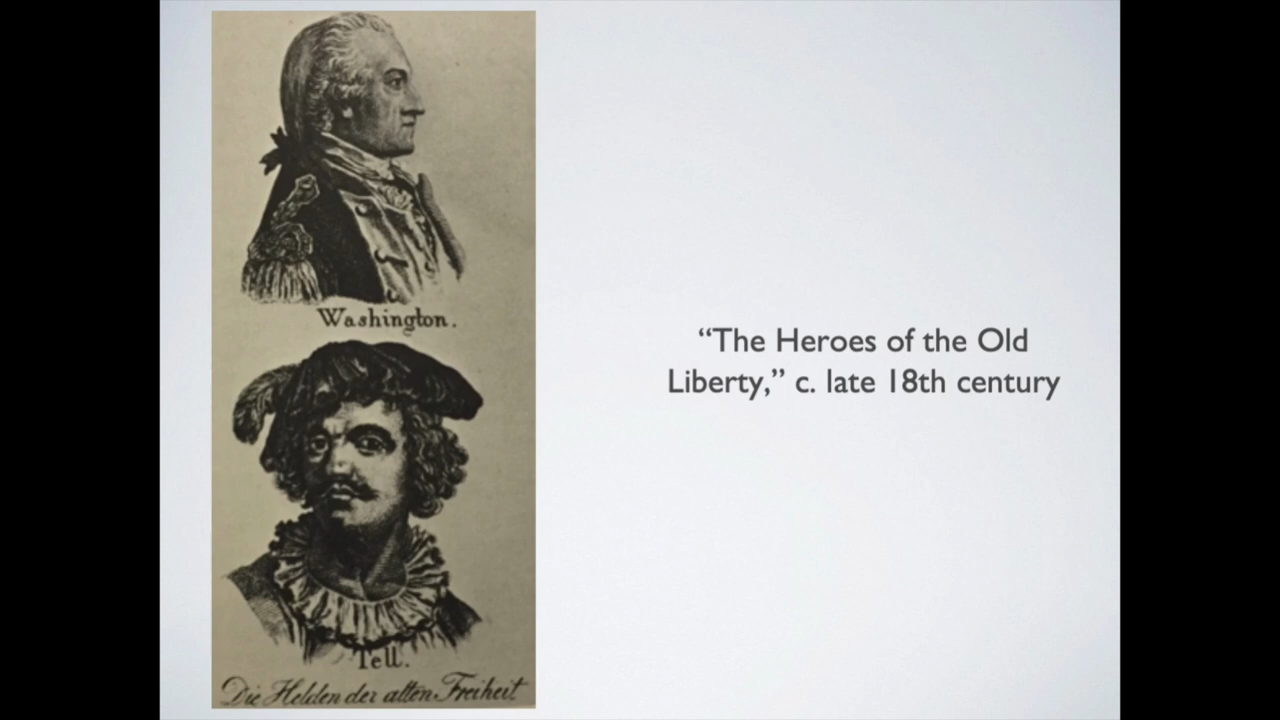 Washington.
Tell.
Die Helden der alten Freiheit
“The Heroes of the Old
Liberty,” c. late 18th century